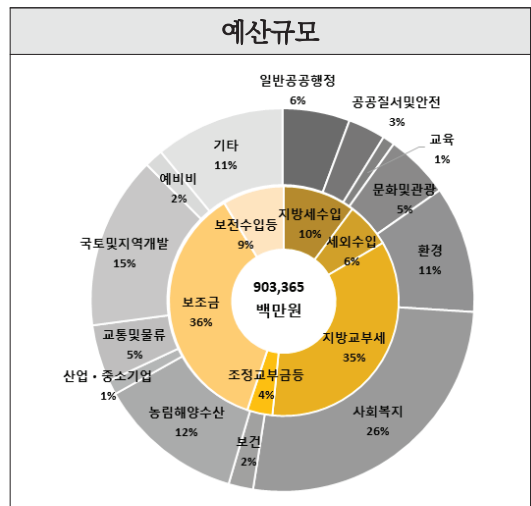 예산규모
일반공공행정
6%
공공질서및안전
3%
교육
1%
문화및관광
5%
환경
11%
사회복지
26%
보건
2%
농림해양수산
12%
산업·중소기업
1%
교통및물류
5%
국토및지역개발
15%
예비비
2%
기타
11%
지방세수입
10%
세외수입
6%
지방교부세
35%
조정교부금등
4%
보조금
36%
보전수입등
9%
903,365
백만원